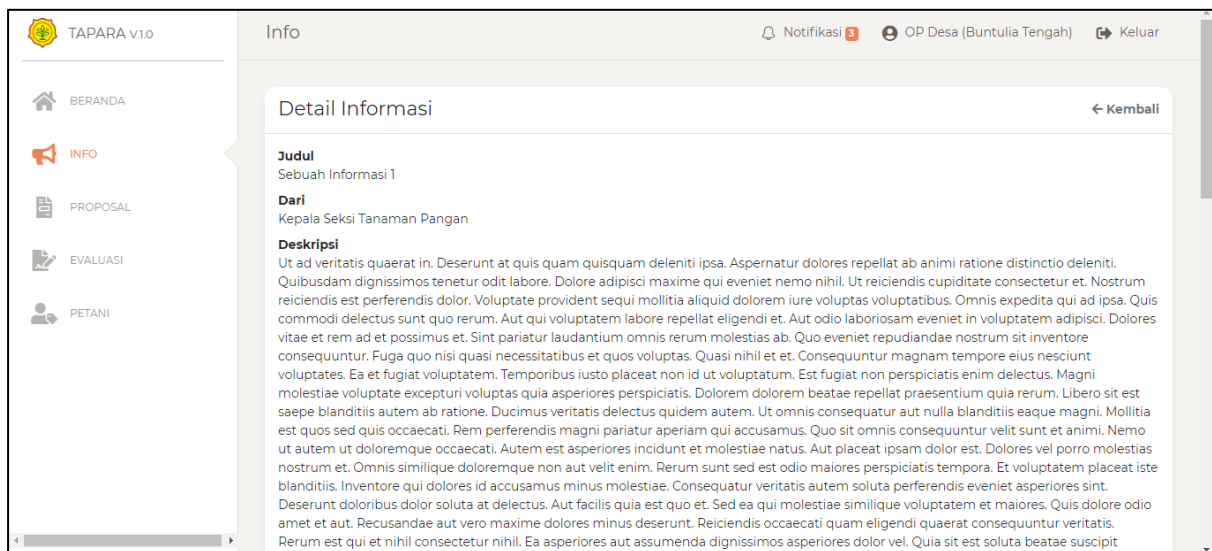 TAPARA v.1.0
Info
Notifikasi 3
OP Desa (Buntulia Tengah)
Keluar
BERANDA
INFO
PROPOSAL
EVALUASI
PETANI
Detail Informasi
← Kembali
Judul
Sebuah Informasi 1
Dari
Kepala Seksi Tanaman Pangan
Deskripsi
Ut ad veritatis quaerat in. Deserunt at quis quam quisquam deleniti ipsa. Aspernatur dolores repellat ab animi ratione distinctio deleniti.
Quibusdam dignissimos tenetur odit labore. Dolore adipisci maxime qui eveniet nemo nihil. Ut reiciendis cupiditate consectetur et. Nostrum
reiciendis est perferendis dolor. Voluptate provident sequi mollitia aliquid dolorem iure voluptas voluptatibus. Omnis expedita qui ad ipsa. Quis
commodi delectus sunt quo rerum. Aut qui voluptatem labore repellat eligendi et. Aut odio laboriosam eveniet in voluptatem adipisci. Dolores
vitae et rem ad et possimus et. Sint pariatur laudantium omnis rerum molestias ab. Quo eveniet repudiandae nostrum sit inventore
consequuntur. Fuga quo nisi quasi necessitatibus et quos voluptas. Quasi nihil et et. Consequuntur magnam tempore eius nesciunt
voluptates. Ea et fugiat voluptatem. Temporibus iusto placeat non id ut voluptatum. Est fugiat non perspiciatis enim delectus. Magni
molestiae voluptate excepturi voluptas quia asperiores perspiciatis. Dolorem dolorem beatae repellat praesentium quia rerum. Libero sit est
saepe blanditiis autem ab ratione. Ducimus veritatis delectus quidem autem. Ut omnis consequatur aut nulla blanditiis eaque magni. Mollitia
est quos sed quis occaecati. Rem perferendis magni pariatur aperiam qui accusamus. Quo sit omnis consequuntur velit sunt et animi. Nemo
ut autem ut doloremque occaecati. Autem est asperiores incidunt et molestiae natus. Aut placeat ipsam dolor est. Dolores vel porro molestias
nostrum et. Omnis similique doloremque non aut velit enim. Rerum sunt sed est odio maiores perspiciatis tempora. Et voluptatem placeat iste
blanditiis. Inventore qui dolores id accusamus minus molestiae. Consequatur veritatis autem soluta perferendis eveniet asperiores sint.
Deserunt doloribus dolor soluta at delectus. Aut facilis quia est quo et. Sed ea qui molestiae similique voluptatem et maiores. Quis dolore odio
amet et aut. Recusandae aut vero maxime dolores minus deserunt. Reiciendis occaecati quam eligendi quaerat consequuntur veritatis.
Rerum est qui et nihil consectetur nihil. Ea asperiores aut assumenda dignissimos asperiores dolor vel. Quia sit est soluta beatae suscipit